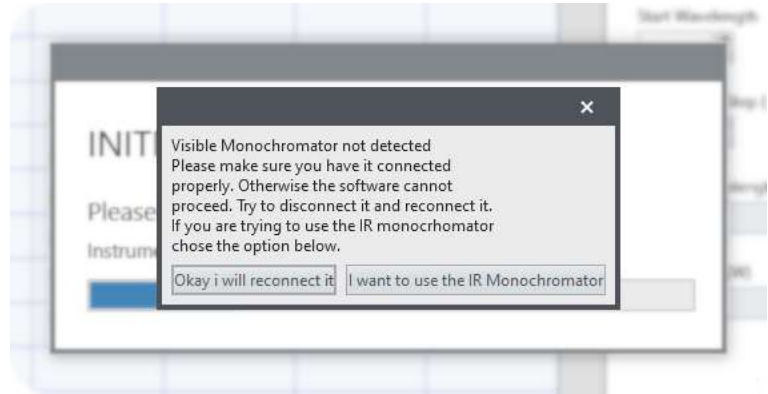 Start Wavelength
INITI
Please
Instrume
Visible Monochromator not detected
Please make sure you have it connected
properly. Otherwise the software cannot
proceed. Try to disconnect it and reconnect it.
If you are trying to use the IR monocrhomator
chose the option below.
Okay i will reconnect it
I want to use the IR Monochromator